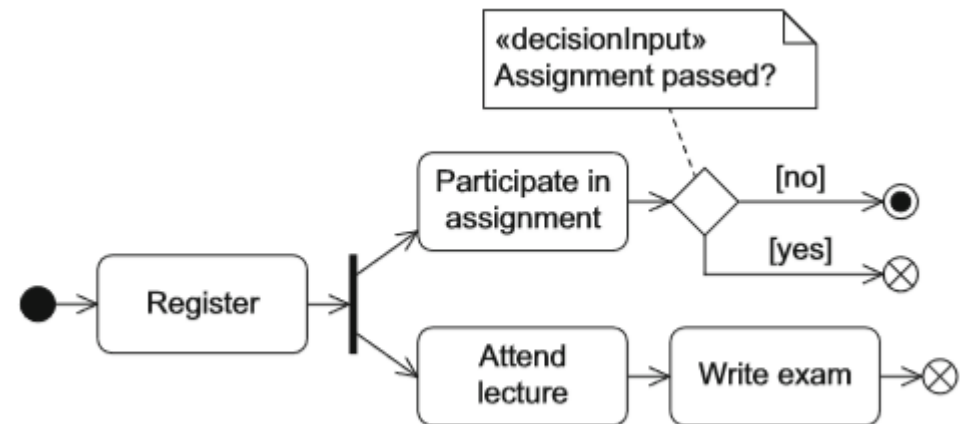 «decisionInput»
Assignment passed?
Participate in
assignment
[no]
[yes]
Register
Attend
lecture
Write exam